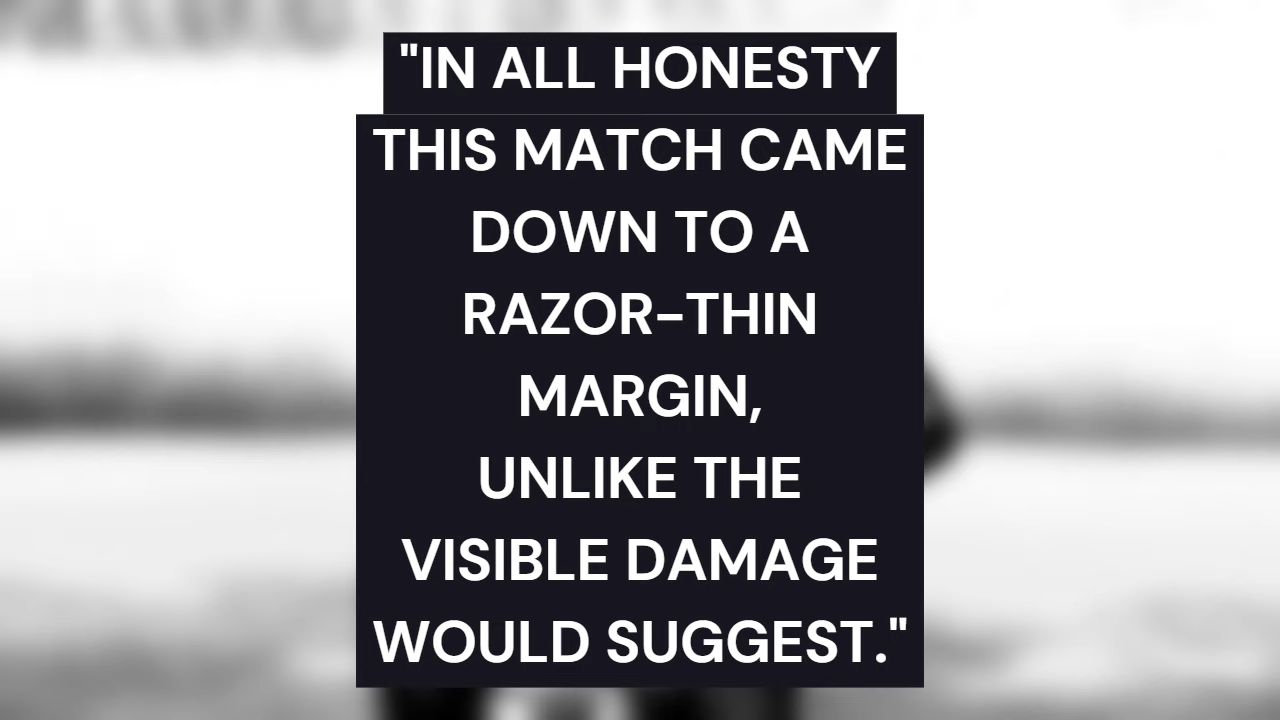 "IN ALL HONESTY
THIS MATCH CAME
DOWN TO A
RAZOR-THIN
MARGIN,
UNLIKE THE
VISIBLE DAMAGE
WOULD SUGGEST."